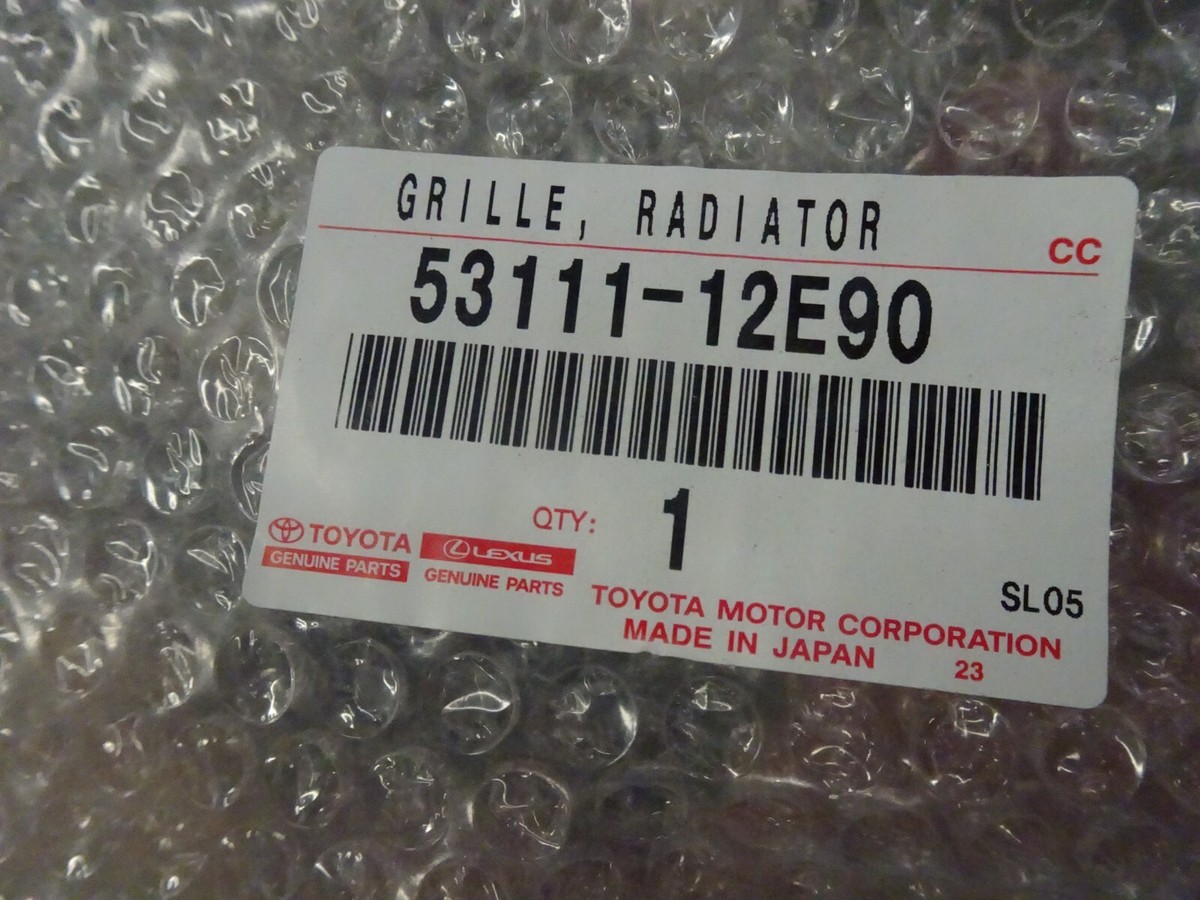 GRILLE, RADIATOR
CC
53111-12E90
QTY: 1
TOYOTA
GENUINE PARTS
LEXUS
GENUINE PARTS
SL05
TOYOTA MOTOR CORPORATION
MADE IN JAPAN 23